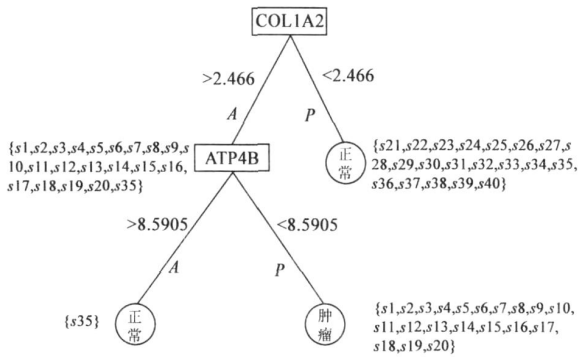 COL1A2
>2.466
<2.466
A
P
{s1,s2,s3,s4,s5,s6,s7,s8,s9,s
10,s11,s12,s13,s14,s15,s16,
s17,s18,s19,s20,s35}
ATP4B
正
常
{s21,s22,s23,s24,s25,s26,s27,s
28,s29,s30,s31,s32,s33,s34,s35,
s36,s37,s38,s39,s40}
>8.5905
<8.5905
A
P
{s35}
正
常
肿
瘤
{s1,s2,s3,s4,s5,s6,s7,s8,s9,s10,
s11,s12,s13,s14,s15,s16,s17,
s18,s19,s20}